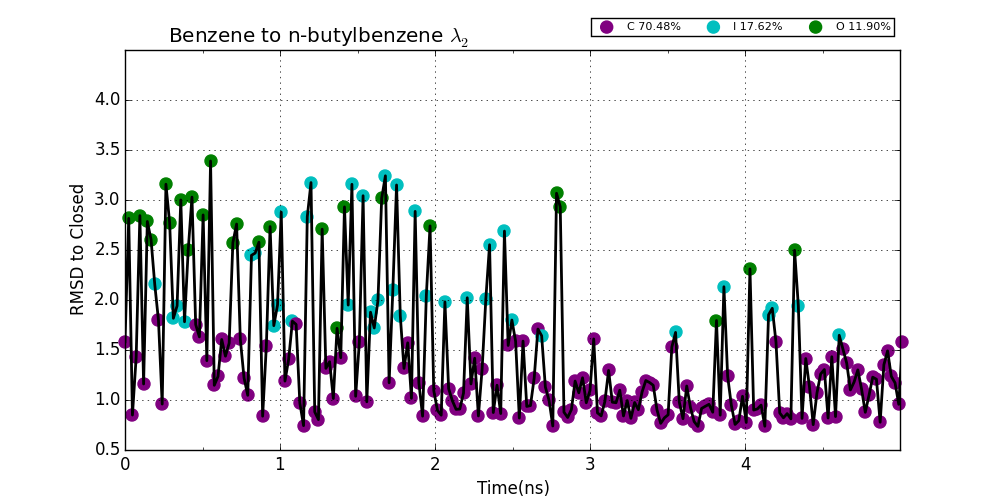 Benzene to n-butylbenzene λ₂
C 70.48% I 17.62% O 11.90%
4.0
3.5
3.0
2.5
2.0
1.5
1.0
0.5
RMSD to Closed
0 1 2 3 4
Time(ns)